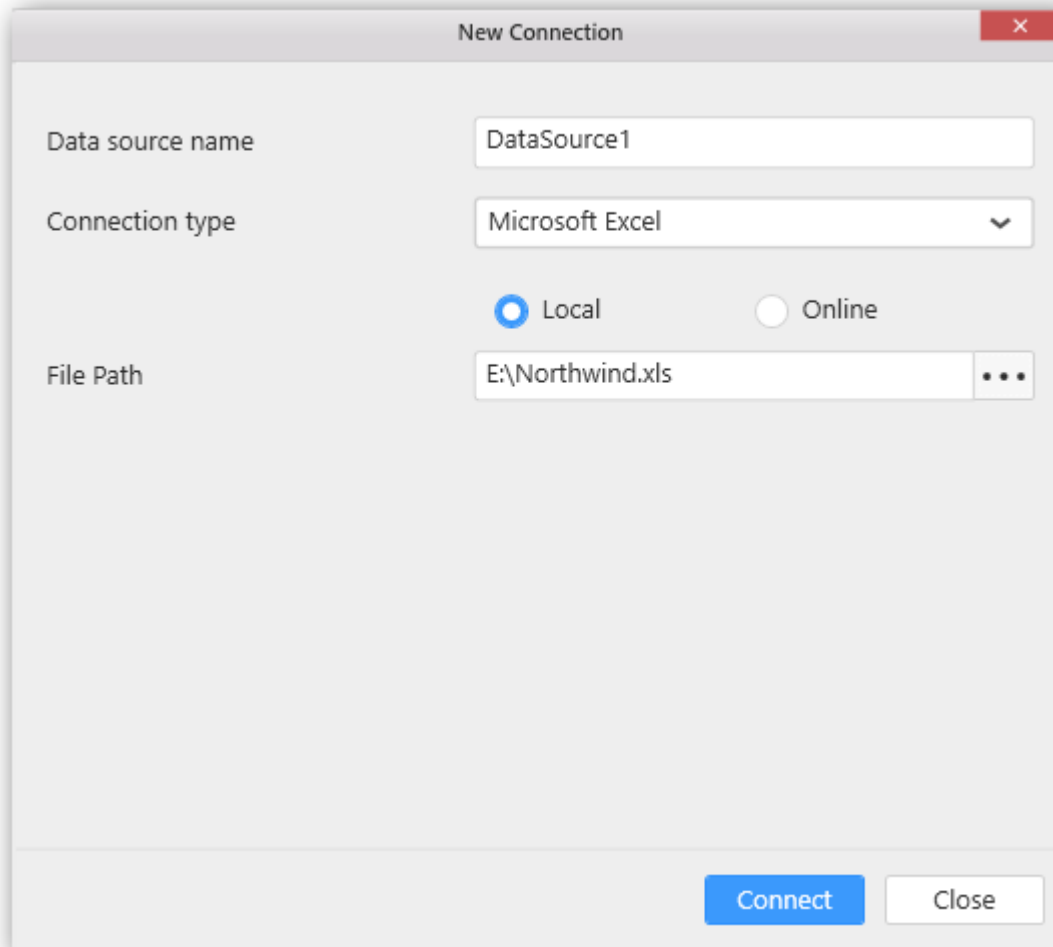 New Connection
Data source name
DataSource1
Connection type
Microsoft Excel
Local
Online
File Path
E:\Northwind.xls
Connect
Close